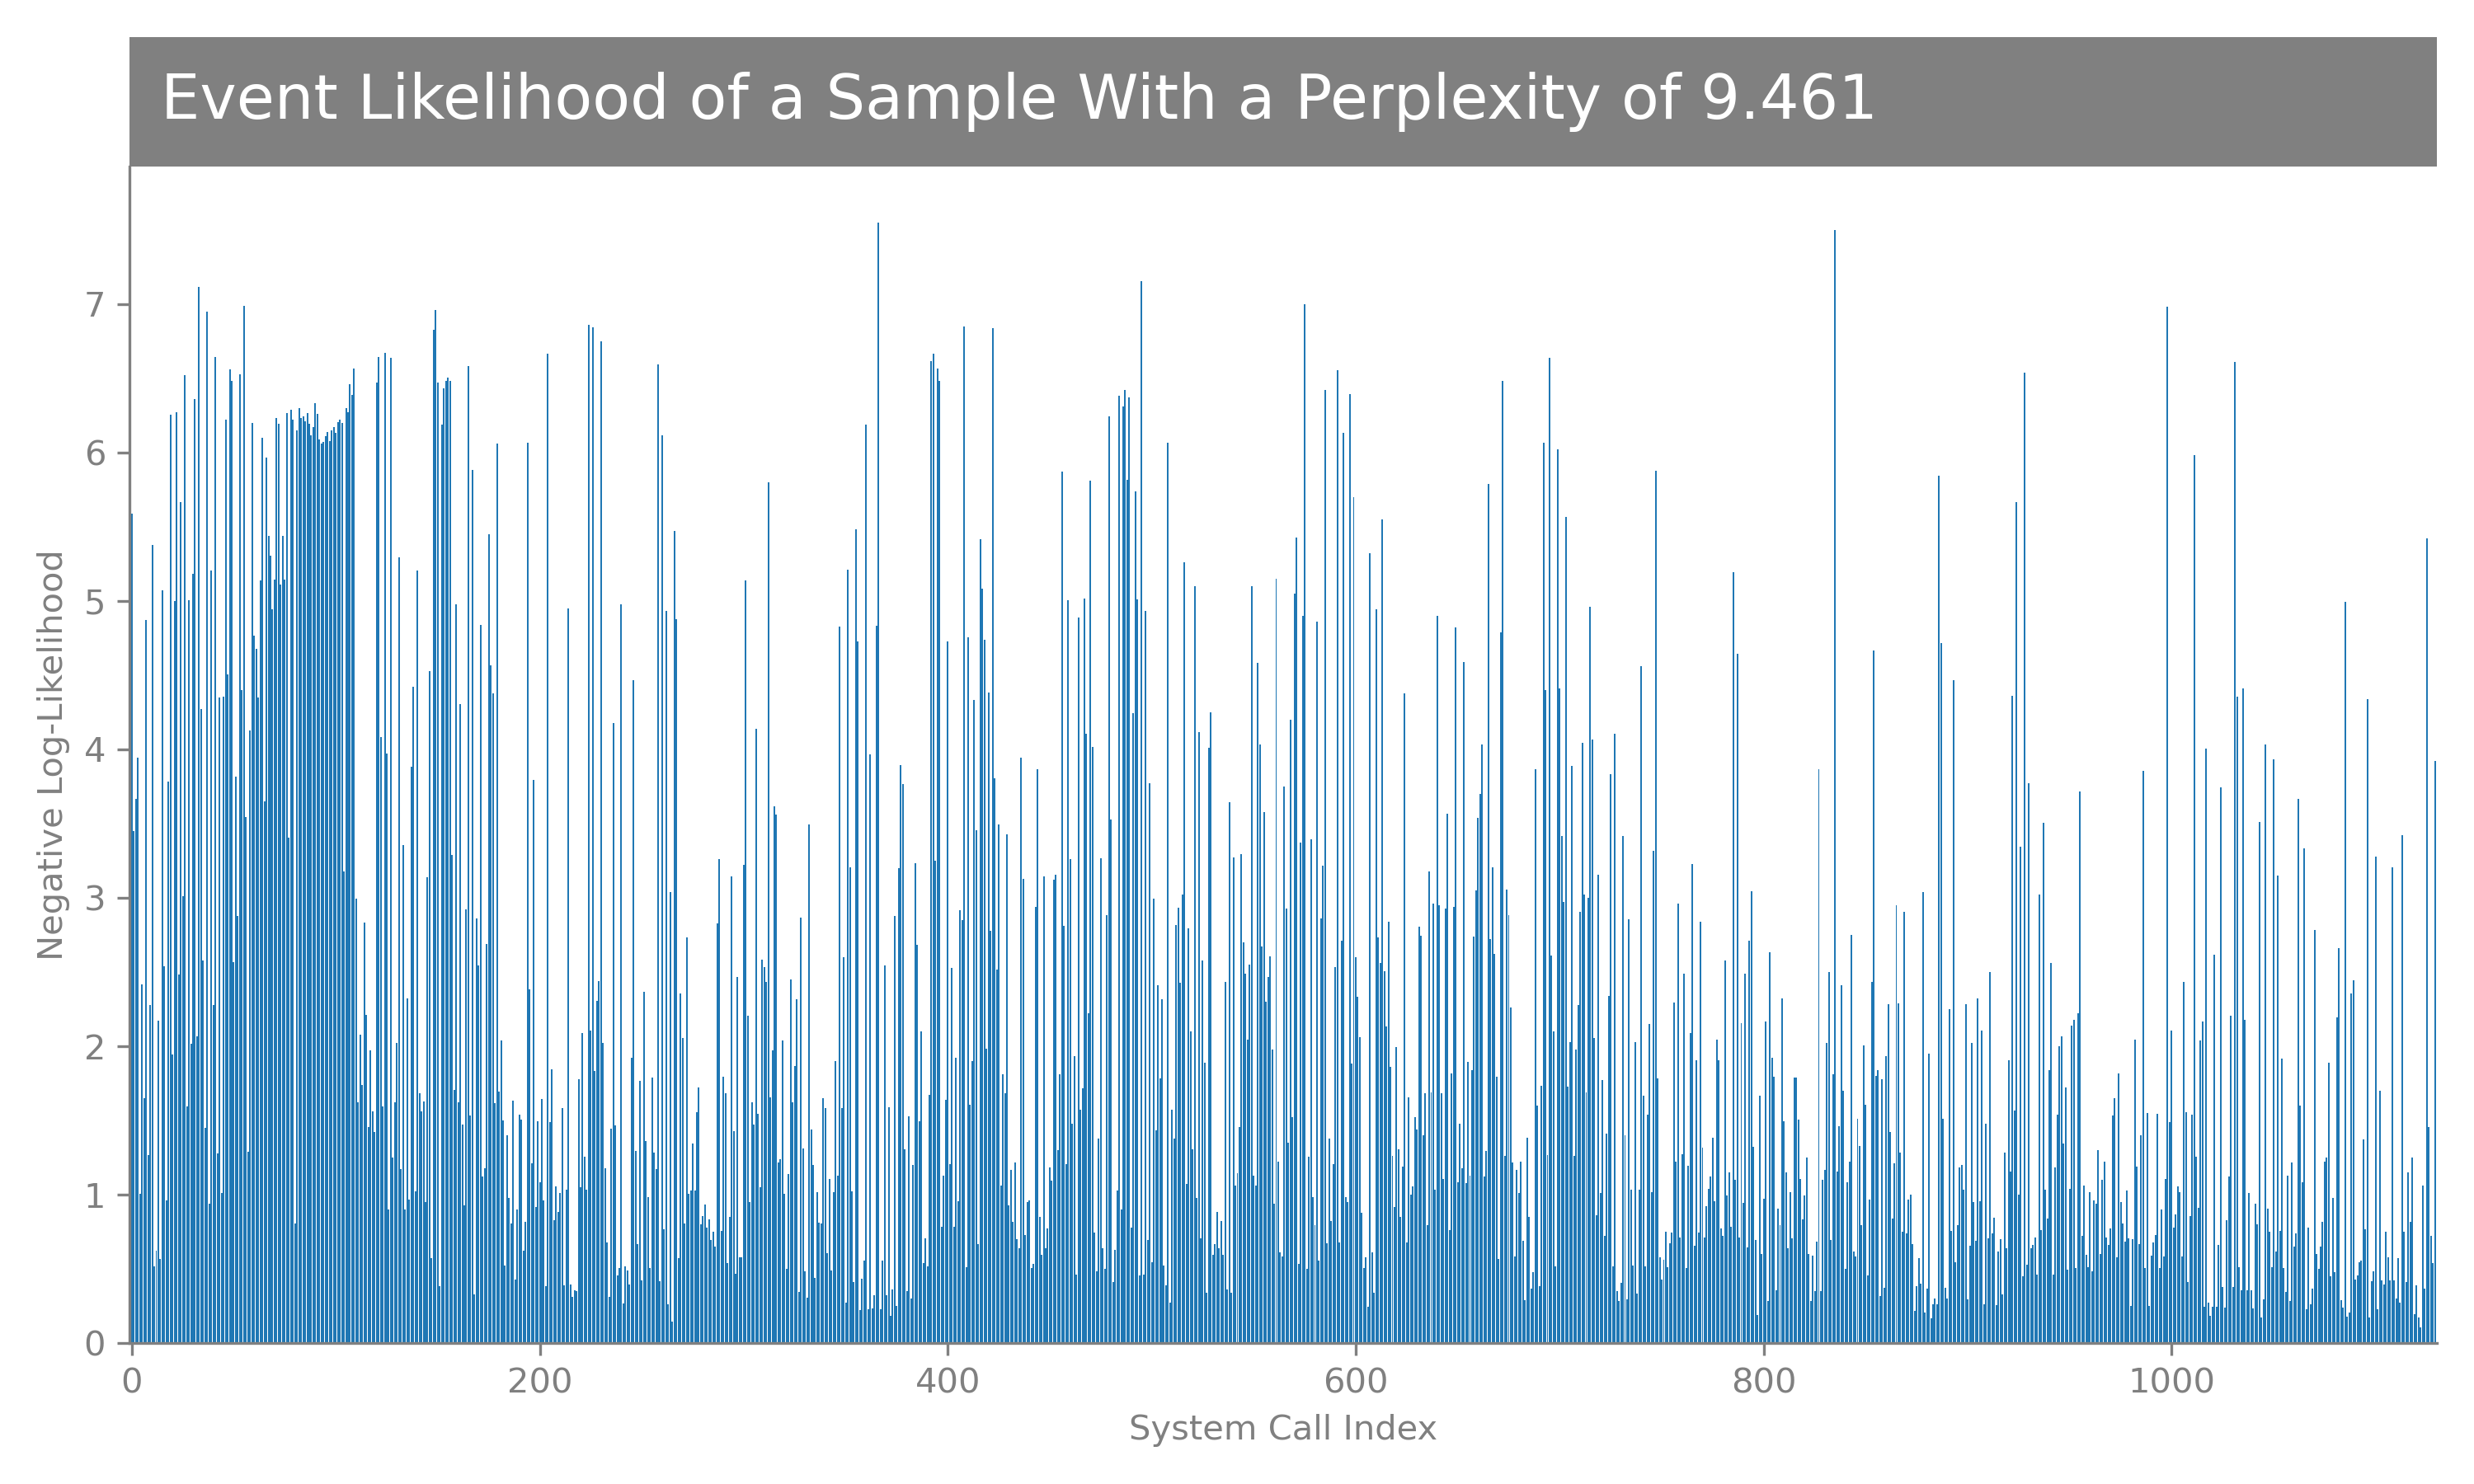 Event Likelihood of a Sample With a Perplexity of 9.461
Negative Log-Likelihood
7
6
5
4
3
2
1
0
0 200 400 600 800 1000
System Call Index